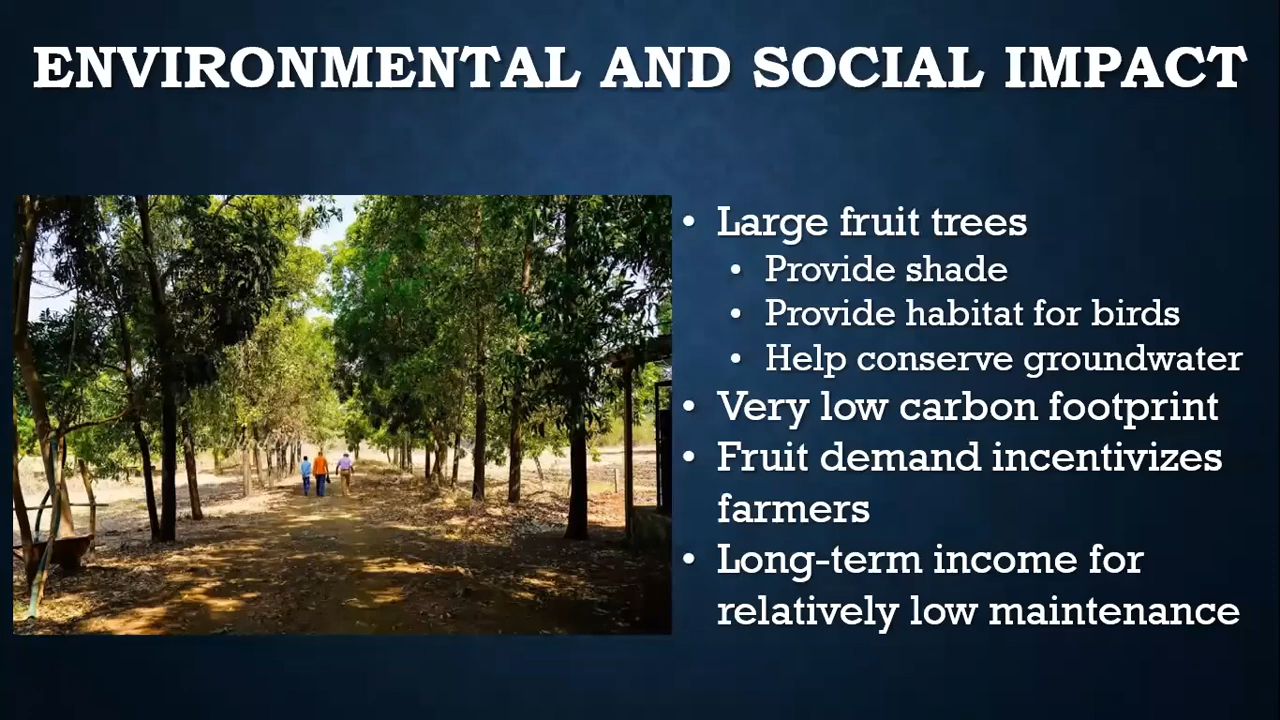 ENVIRONMENTAL AND SOCIAL IMPACT
• Large fruit trees
• Provide shade
• Provide habitat for birds
• Help conserve groundwater
• Very low carbon footprint
• Fruit demand incentivizes
farmers
• Long-term income for
relatively low maintenance